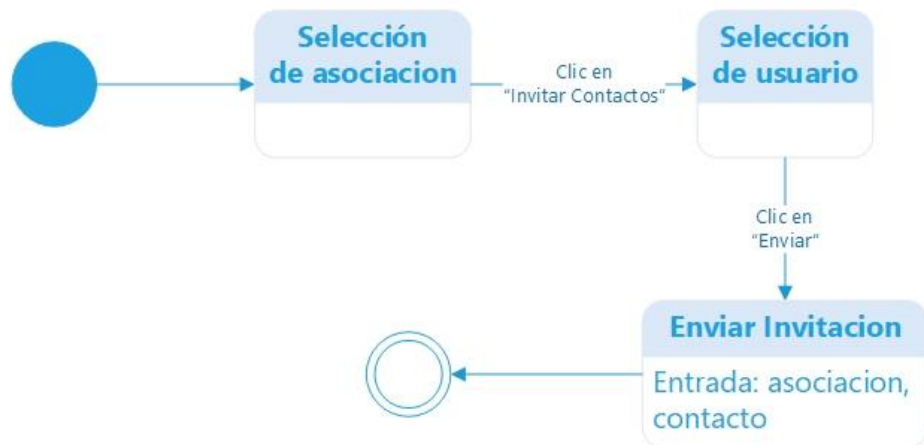 Selección
de asociacion
Clic en
“Invitar Contactos”
Selección
de usuario
Clic en
“Enviar”
Enviar Invitacion
Entrada: asociacion,
contacto